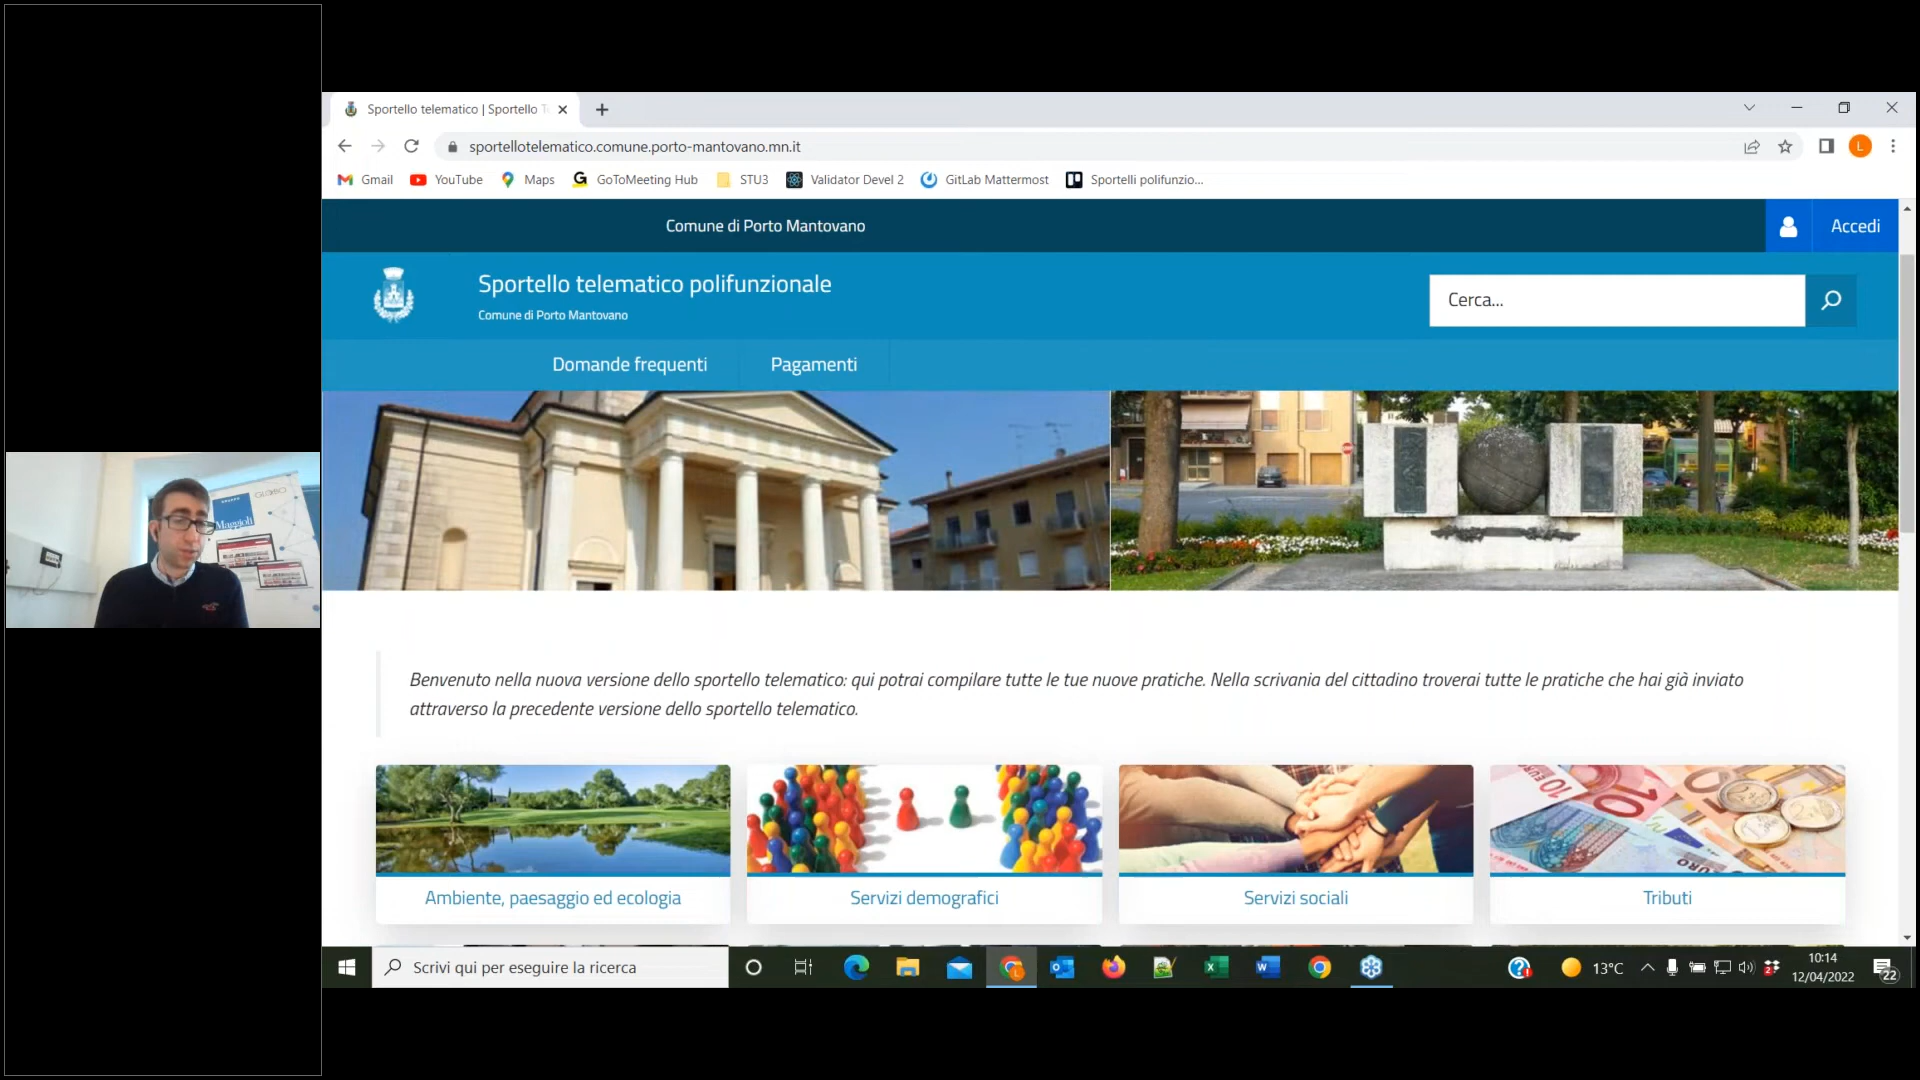 Sportello telematico | Sportello
sportellotelematico.comune.porto-mantovano.mn.it
L
Gmail
YouTube
Maps
GoToMeeting Hub
STU3
Validator Devel 2
GitLab Mattermost
Sportelli polifunzio...
Comune di Porto Mantovano
Accedi
Sportello telematico polifunzionale
Comune di Porto Mantovano
Cerca...
Domande frequenti
Pagamenti
GLOBO
Maggioli
Benvenuto nella nuova versione dello sportello telematico: qui potrai compilare tutte le tue nuove pratiche. Nella scrivania del cittadino troverai tutte le pratiche che hai già inviato
attraverso la precedente versione dello sportello telematico.
Ambiente, paesaggio ed ecologia
Servizi demografici
Servizi sociali
Tributi
Scrivi qui per eseguire la ricerca
13°C
10:14
12/04/2022
22